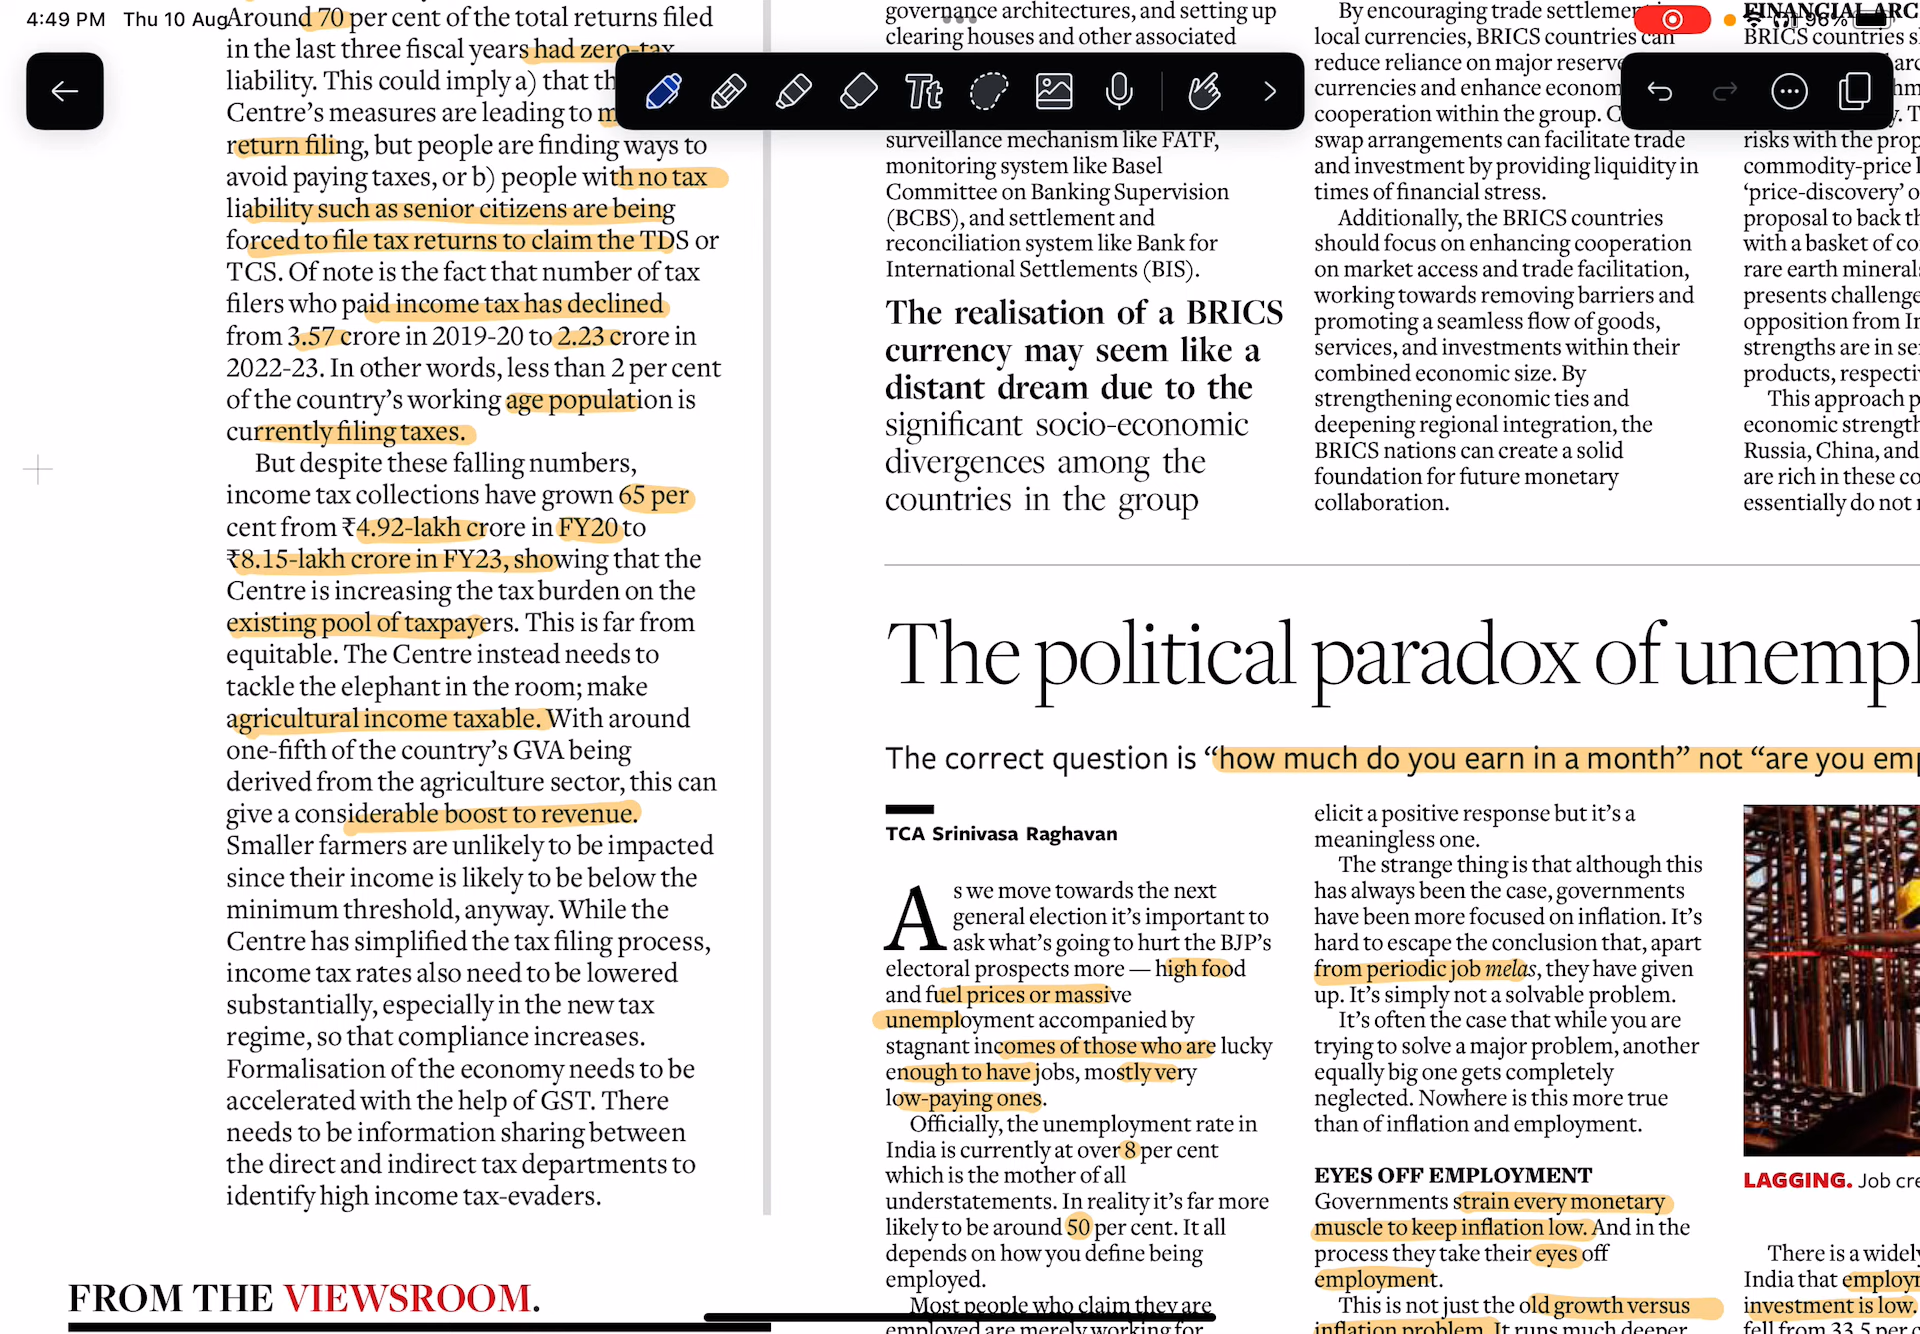 4:49 PM Thu 10 Aug
98%
Around 70 per cent of the total returns filed
in the last three fiscal years had zero-tax
liability. This could imply a) that
Centre's measures are leading to
return filing, but people are finding ways to
avoid paying taxes, or b) people with no tax
liability such as senior citizens are being
forced to file tax returns to claim the TDS or
TCS. Of note is the fact that number of tax
filers who paid income tax has declined
from 3.57 crore in 2019-20 to 2.23 crore in
2022-23. In other words, less than 2 per cent
of the country's working age population is
currently filing taxes.
But despite these falling numbers,
income tax collections have grown 65 per
cent from ₹4.92-lakh crore in FY20 to
₹8.15-lakh crore in FY23, showing that the
Centre is increasing the tax burden on the
existing pool of taxpayers. This is far from
equitable. The Centre instead needs to
tackle the elephant in the room; make
agricultural income taxable. With around
one-fifth of the country's GVA being
derived from the agriculture sector, this can
give a considerable boost to revenue.
Smaller farmers are unlikely to be impacted
since their income is likely to be below the
minimum threshold, anyway. While the
Centre has simplified the tax filing process,
income tax rates also need to be lowered
substantially, especially in the new tax
regime, so that compliance increases.
Formalisation of the economy needs to be
accelerated with the help of GST. There
needs to be information sharing between
the direct and indirect tax departments to
identify high income tax-evaders.
FROM THE VIEWSROOM.
governance architectures, and setting up
clearing houses and other associated
Tt
surveillance mechanism like FATF,
monitoring system like Basel
Committee on Banking Supervision
(BCBS), and settlement and
reconciliation system like Bank for
International Settlements (BIS).
The realisation of a BRICS
currency may seem like a
distant dream due to the
significant socio-economic
divergences among the
countries in the group
By encouraging trade settlement
local currencies, BRICS countries can
reduce reliance on major reserve
currencies and enhance
cooperation within the group.
swap arrangements can facilitate trade
and investment by providing liquidity in
times of financial stress.
Additionally, the BRICS countries
should focus on enhancing cooperation
on market access and trade facilitation,
working towards removing barriers and
promoting a seamless flow of goods,
services, and investments within their
combined economic size. By
strengthening economic ties and
deepening regional integration, the
BRICS nations can create a solid
foundation for future monetary
collaboration.
FINANCIAL
BRICS countries
risks with the
commodity-price
'price-discovery'
proposal to back
with a basket of
rare earth
presents
opposition from
strengths are in
products,
This approach
economic
Russia, China, and
are rich in these
essentially do not
The political paradox of
The correct question is “how much do you earn in a month” not “are you
TCA Srinivasa Raghavan
As we move towards the next
general election it's important to
ask what's going to hurt the BJP's
electoral prospects more — high food
and fuel prices or massive
unemployment accompanied by
stagnant incomes of those who are lucky
enough to have jobs, mostly very
low-paying ones.
Officially, the unemployment rate in
India is currently at over 8 per cent
which is the mother of all
understatements. In reality it's far more
likely to be around 50 per cent. It all
depends on how you define being
employed.
Most people who claim they are
employed are merely working for
elicit a positive response but it's a
meaningless one.
The strange thing is that although this
has always been the case, governments
have been more focused on inflation. It's
hard to escape the conclusion that, apart
from periodic job melas, they have given
up. It's simply not a solvable problem.
It's often the case that while you are
trying to solve a major problem, another
equally big one gets completely
neglected. Nowhere is this more true
than of inflation and employment.
EYES OFF EMPLOYMENT
Governments strain every monetary
muscle to keep inflation low. And in the
process they take their eyes off
employment.
This is not just the old growth versus
inflation problem. It runs much deeper
LAGGING. Job
There is a
India that
investment is low.
fell from 33.5 per